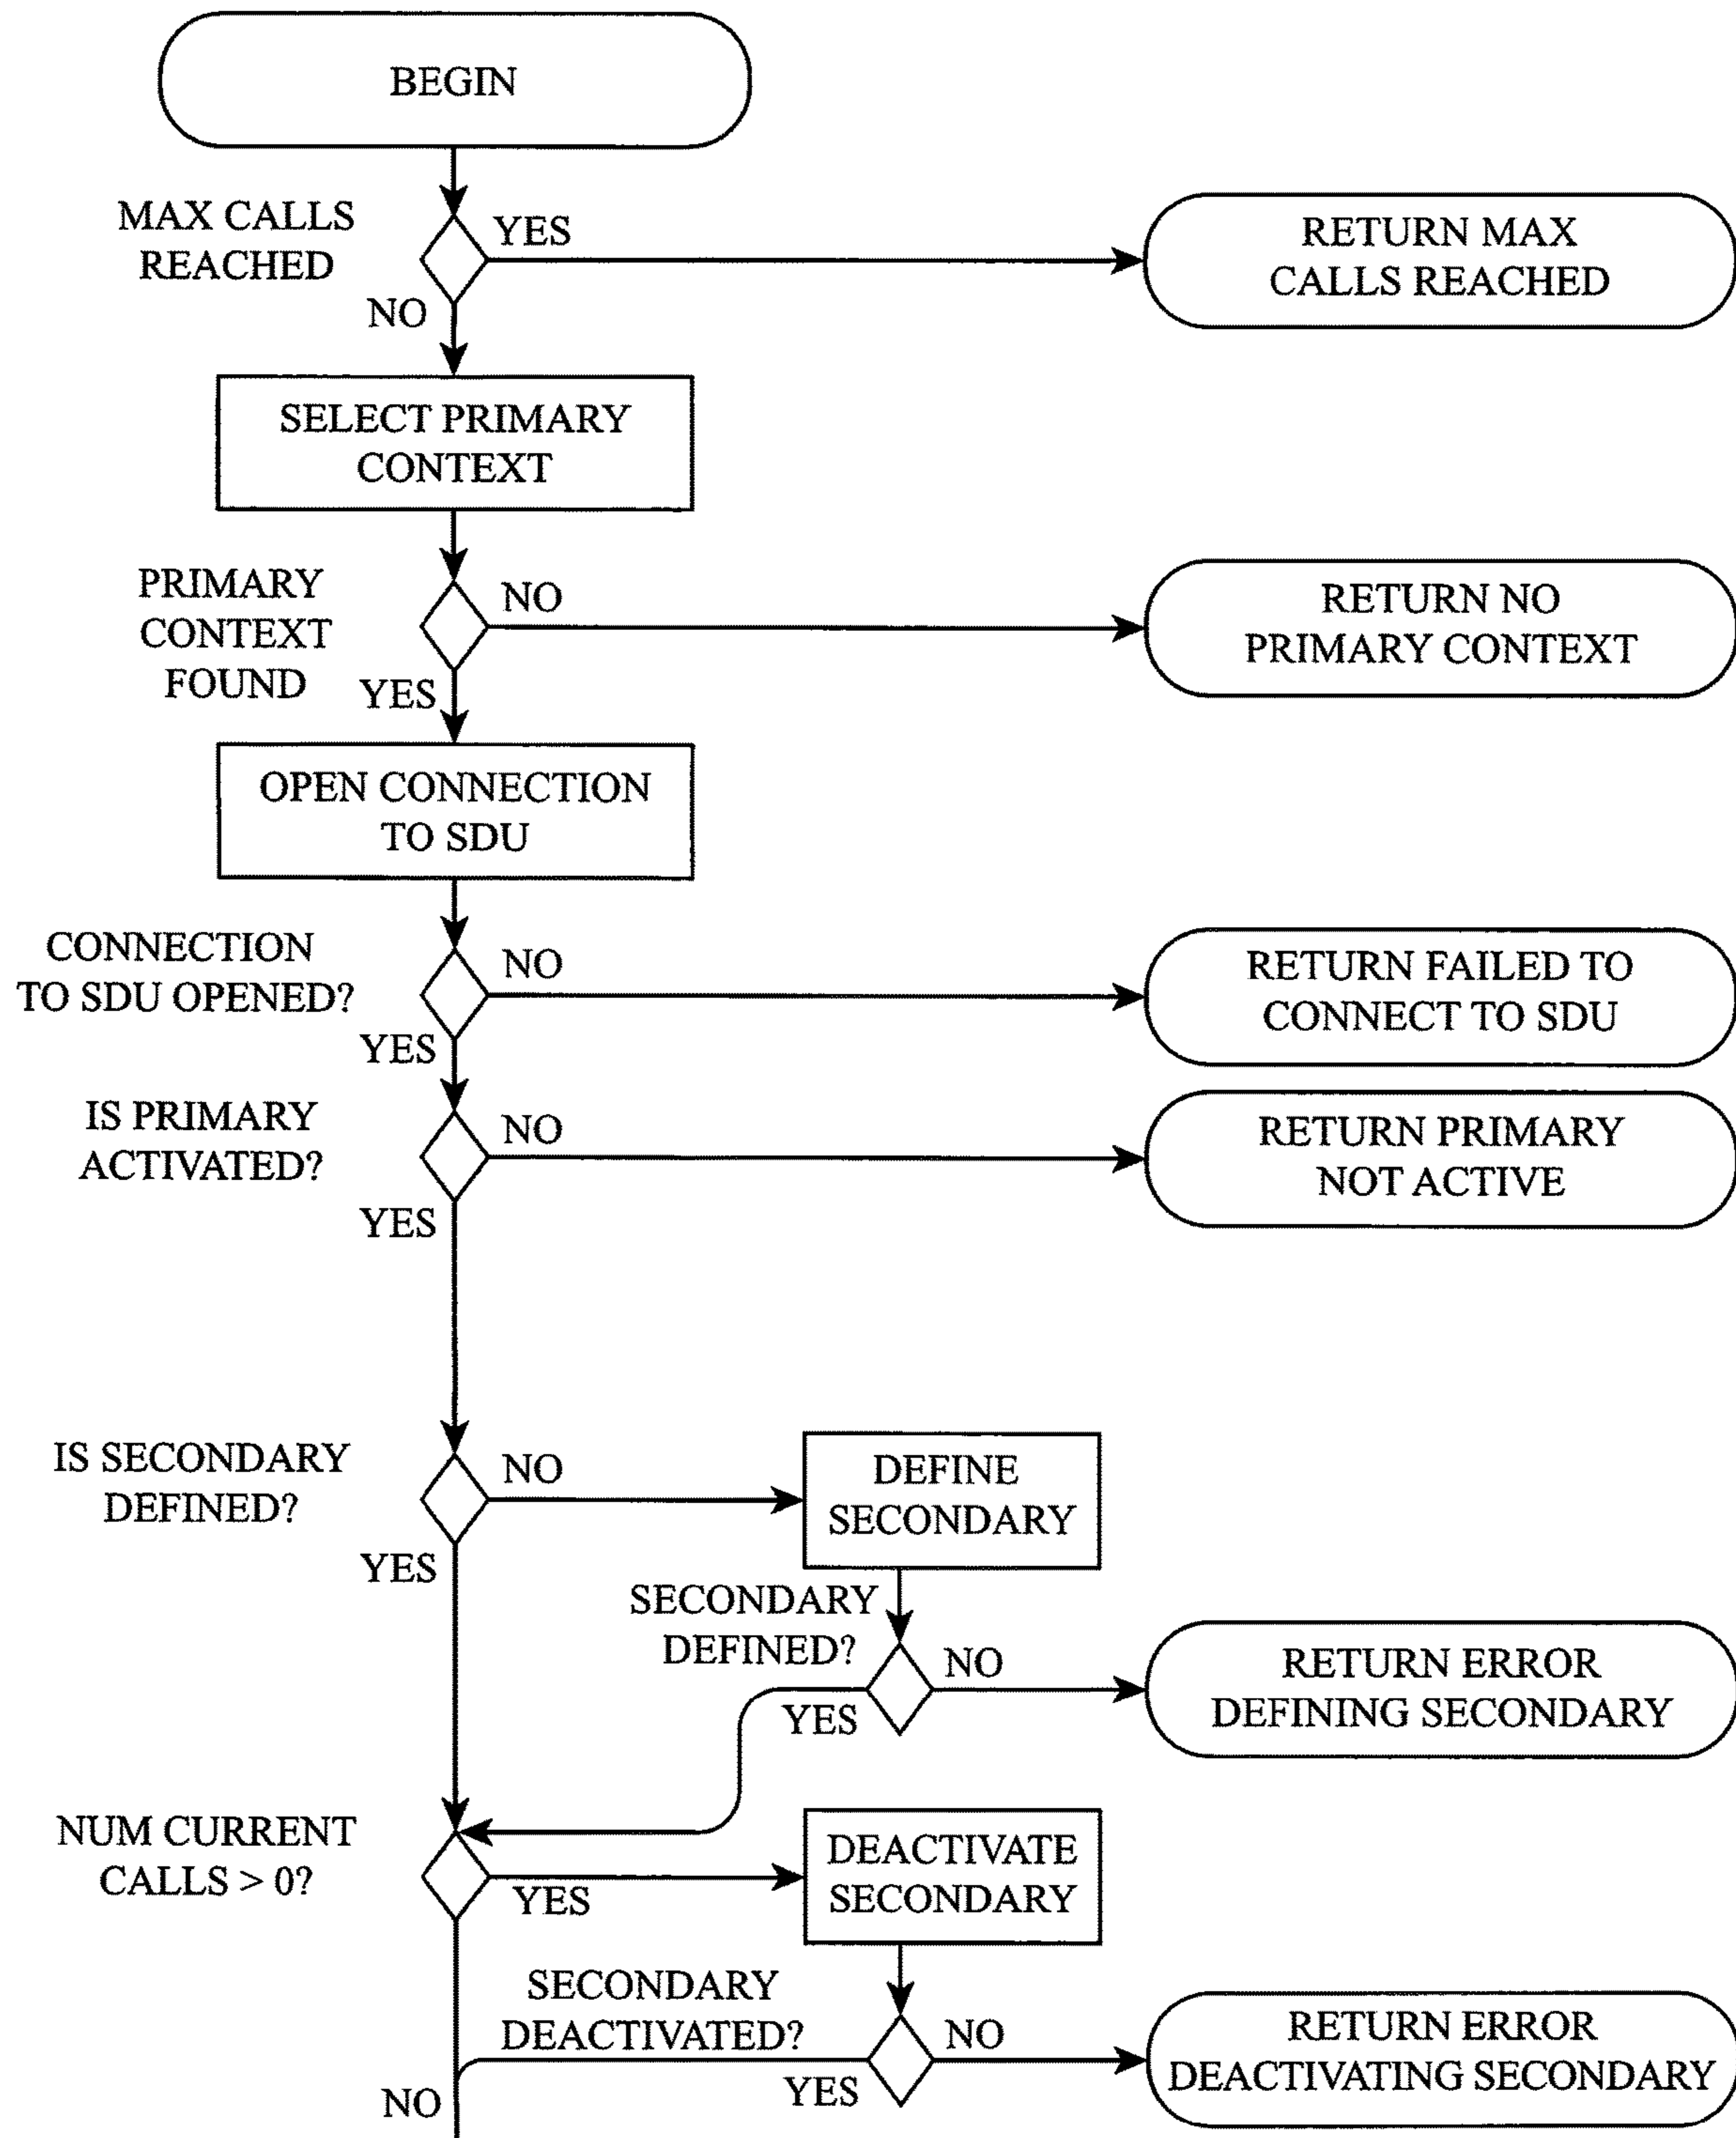 BEGIN
MAX CALLS
REACHED
YES
NO
RETURN MAX
CALLS REACHED
SELECT PRIMARY
CONTEXT
PRIMARY
CONTEXT
FOUND
NO
YES
RETURN NO
PRIMARY CONTEXT
OPEN CONNECTION
TO SDU
CONNECTION
TO SDU OPENED?
NO
YES
RETURN FAILED TO
CONNECT TO SDU
IS PRIMARY
ACTIVATED?
NO
YES
RETURN PRIMARY
NOT ACTIVE
IS SECONDARY
DEFINED?
NO
YES
DEFINE
SECONDARY
SECONDARY
DEFINED?
NO
YES
RETURN ERROR
DEFINING SECONDARY
NUM CURRENT
CALLS > 0?
YES
NO
DEACTIVATE
SECONDARY
SECONDARY
DEACTIVATED?
NO
YES
RETURN ERROR
DEACTIVATING SECONDARY